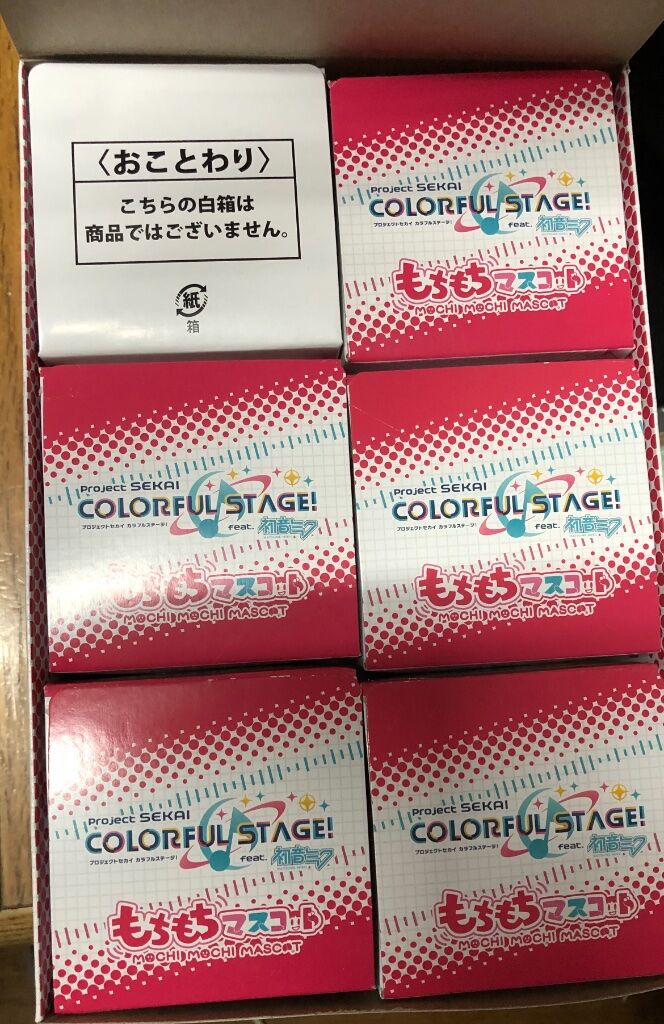 〈おことわり〉
こちらの白箱は
商品ではございません。
紙
箱
Project SEKAI
COLORFUL STAGE!
プロジェクトセカイ カラフルステージ!
feat. 初音ミク
もちもちマスコット
MOCHI MOCHI MASCOT
Project SEKAI
COLORFUL STAGE!
プロジェクトセカイ カラフルステージ!
feat. 初音ミク
もちもちマスコット
MOCHI MOCHI MASCOT
Project SEKAI
COLORFUL STAGE!
プロジェクトセカイ カラフルステージ!
feat. 初音ミク
もちもちマスコット
MOCHI MOCHI MASCOT
Project SEKAI
COLORFUL STAGE!
プロジェクトセカイ カラフルステージ!
feat. 初音ミク
もちもちマスコット
MOCHI MOCHI MASCOT
Project SEKAI
COLORFUL STAGE!
プロジェクトセカイ カラフルステージ!
feat. 初音ミク
もちもちマスコット
MOCHI MOCHI MASCOT